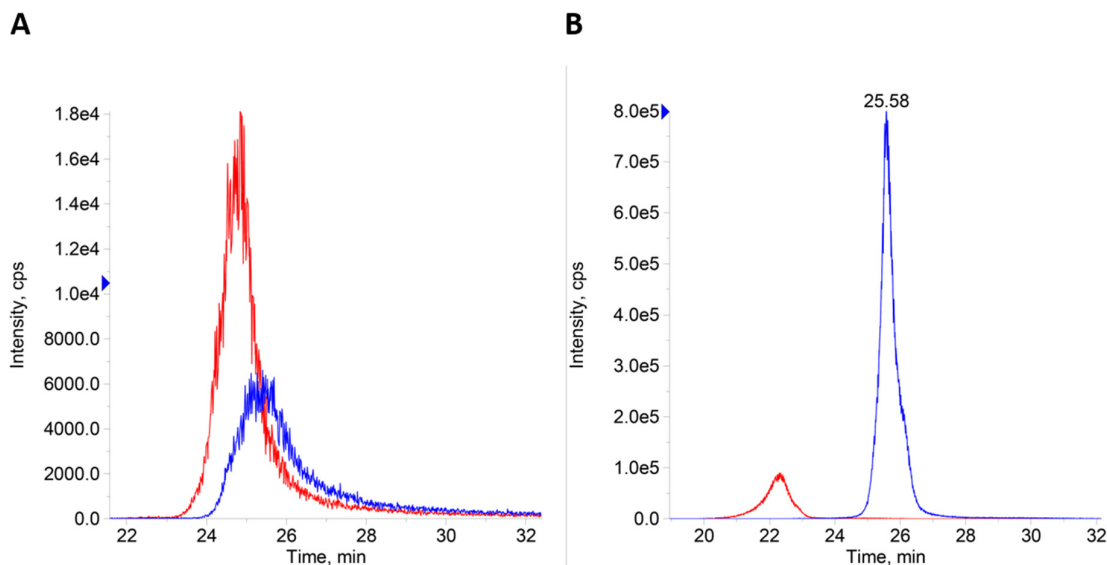 A
B
1.8e4
1.6e4
1.4e4
1.2e4
1.0e4
8000.0
6000.0
4000.0
2000.0
0.0
Intensity, cps
22 24 26 28 30 32
Time, min
25.58
8.0e5
7.0e5
6.0e5
5.0e5
4.0e5
3.0e5
2.0e5
1.0e5
0.0
Intensity, cps
20 22 24 26 28 30 32
Time, min